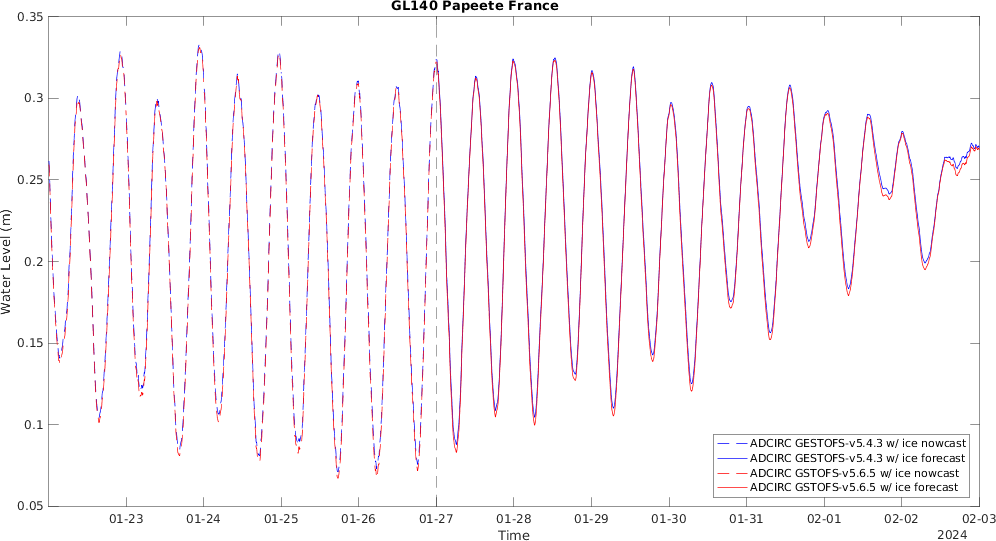 GL140 Papeete France
0.35
0.3
0.25
0.2
0.15
0.1
0.05
Water Level (m)
ADCIRC GESTOFS-v5.4.3 w/ ice nowcast
ADCIRC GESTOFS-v5.4.3 w/ ice forecast
ADCIRC GSTOFS-v5.6.5 w/ ice nowcast
ADCIRC GSTOFS-v5.6.5 w/ ice forecast
01-23 01-24 01-25 01-26 01-27 01-28 01-29 01-30 01-31 02-01 02-02 02-03
Time
2024